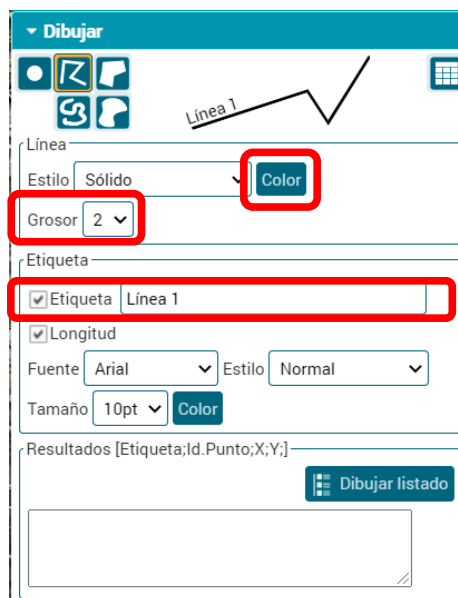 Dibujar
Línea 1
Línea
Estilo Sólido Color
Grosor 2
Etiqueta
Etiqueta Línea 1
Longitud
Fuente Arial Estilo Normal
Tamaño 10pt Color
Resultados [Etiqueta;Id.Punto;X;Y;]
Dibujar listado